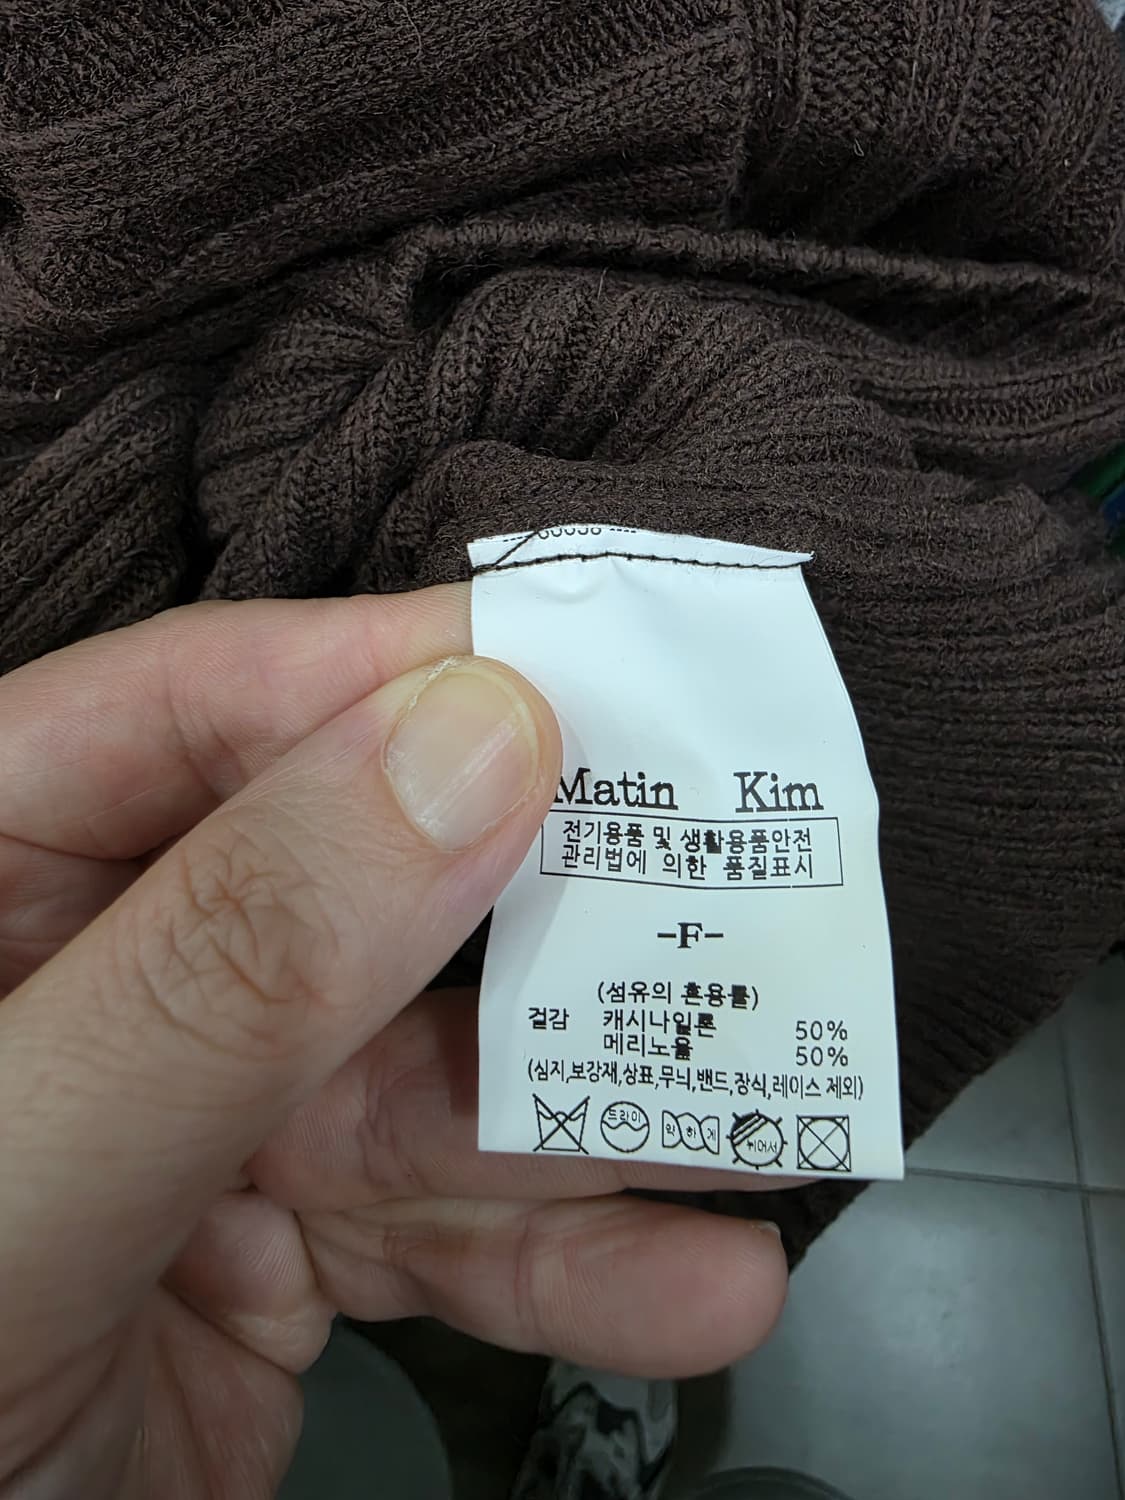 Matin Kim
전기용품 및 생활용품안전
관리법에 의한 품질표시
-F-
(섬유의 혼용률)
겉감 캐시나일론 50%
메리노울 50%
(심지,보강재,상표,무늬,밴드,장식,레이스 제외)
드라이 약하게 뉘어서